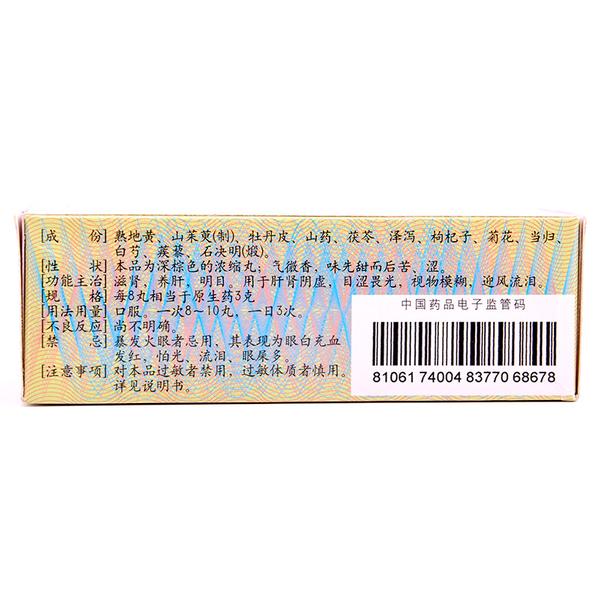 [成　份] 熟地黄、山茱萸(制)、牡丹皮、山药、茯苓、泽泻、枸杞子、菊花、当归、
白芍、蒺藜、石决明(煅)。
[性　状] 本品为深棕色的浓缩丸；气微香，味先甜而后苦、涩。
[功能主治] 滋肾，养肝，明目。用于肝肾阴虚，目涩畏光，视物模糊，迎风流泪。
[规　格] 每8丸相当于原生药3克
[用法用量] 口服。一次8～10丸，一日3次。
[不良反应] 尚不明确。
[禁　忌] 暴发火眼者忌用，其表现为眼白充血
发红，怕光、流泪、眼屎多。
[注意事项] 对本品过敏者禁用，过敏体质者慎用。
详见说明书。
中国药品电子监管码
81061 74004 83770 68678